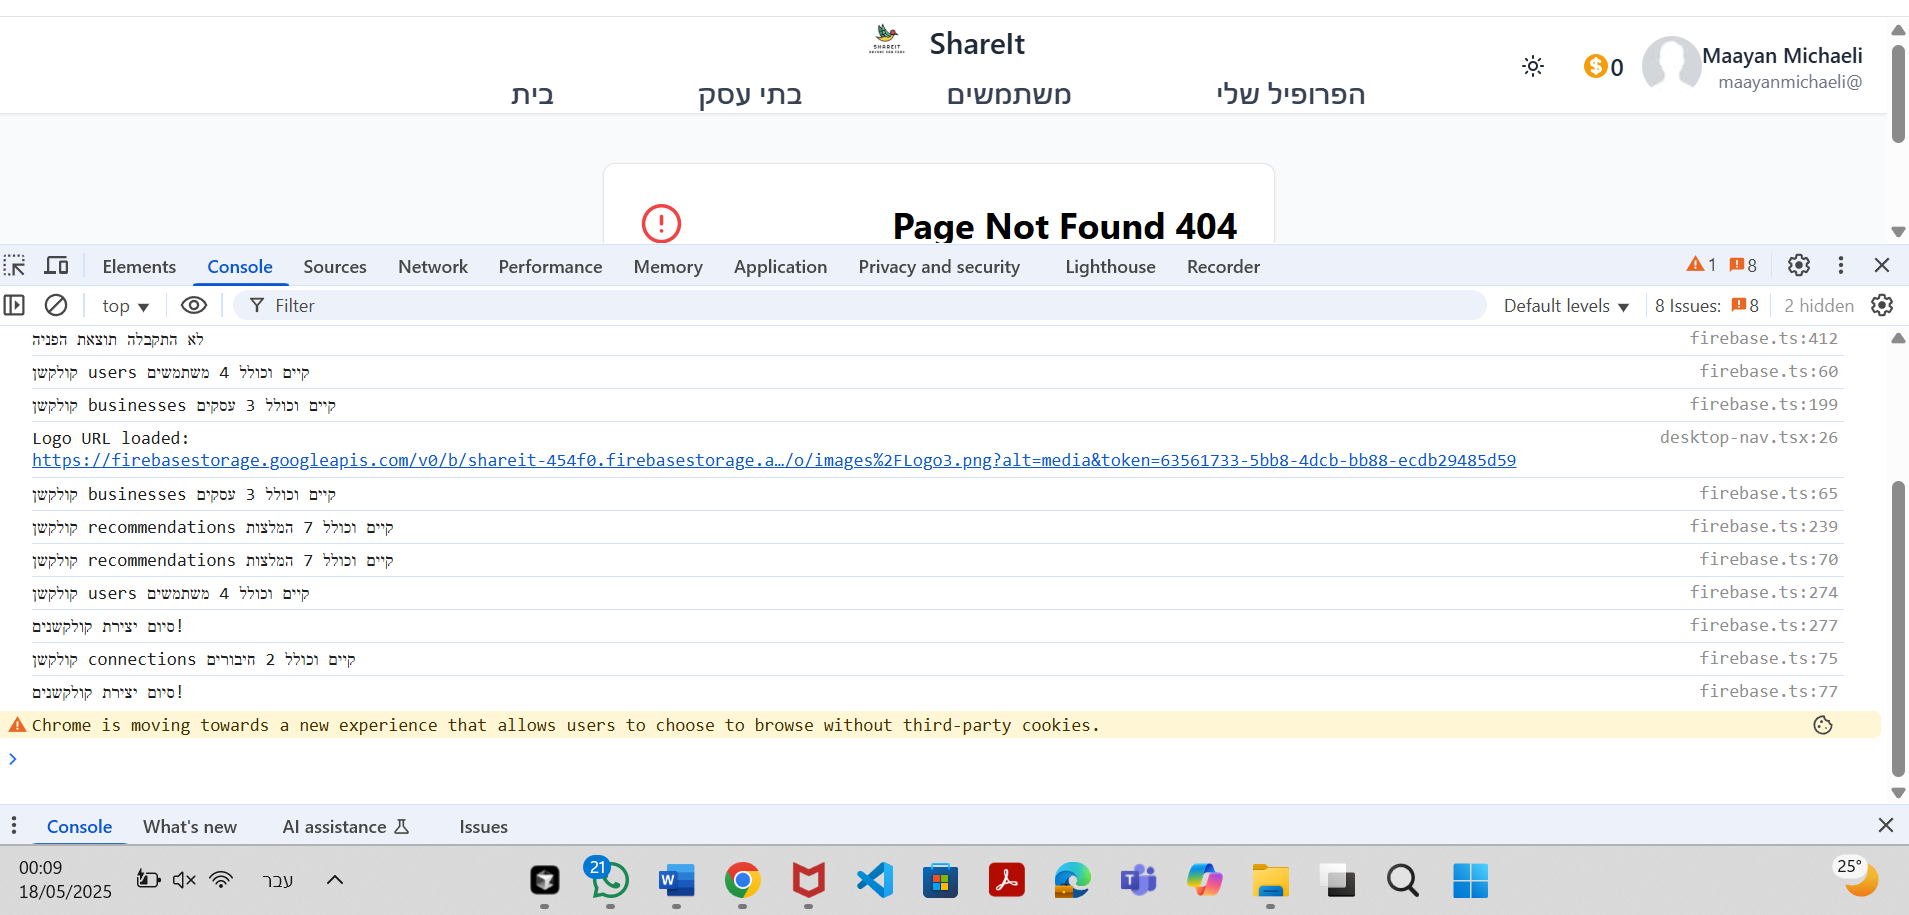 SHAREIT
ShareIt
0
Maayan Michaeli
maayanmichaeli@
הפרופיל שלי
משתמשים
בתי עסק
בית
Page Not Found 404
Elements Console Sources Network Performance Memory Application Privacy and security Lighthouse Recorder 1 8
top Filter Default levels 8 Issues: 8 2 hidden
לא התקבלה תוצאת הפניה firebase.ts:412
קולקשן users קיים וכולל 4 משתמשים firebase.ts:60
קולקשן businesses קיים וכולל 3 עסקים firebase.ts:199
Logo URL loaded: desktop-nav.tsx:26
https://firebasestorage.googleapis.com/v0/b/shareit-454f0.firebasestorage.a…/o/images%2FLogo3.png?alt=media&token=63561733-5bb8-4dcb-bb88-ecdb29485d59
קולקשן businesses קיים וכולל 3 עסקים firebase.ts:65
קולקשן recommendations קיים וכולל 7 המלצות firebase.ts:239
קולקשן recommendations קיים וכולל 7 המלצות firebase.ts:70
קולקשן users קיים וכולל 4 משתמשים firebase.ts:274
סיום יצירת קולקשנים! firebase.ts:277
קולקשן connections קיים וכולל 2 חיבורים firebase.ts:75
סיום יצירת קולקשנים! firebase.ts:77
Chrome is moving towards a new experience that allows users to choose to browse without third-party cookies.
Console What's new AI assistance Issues
00:09
18/05/2025
עבר
21
25°